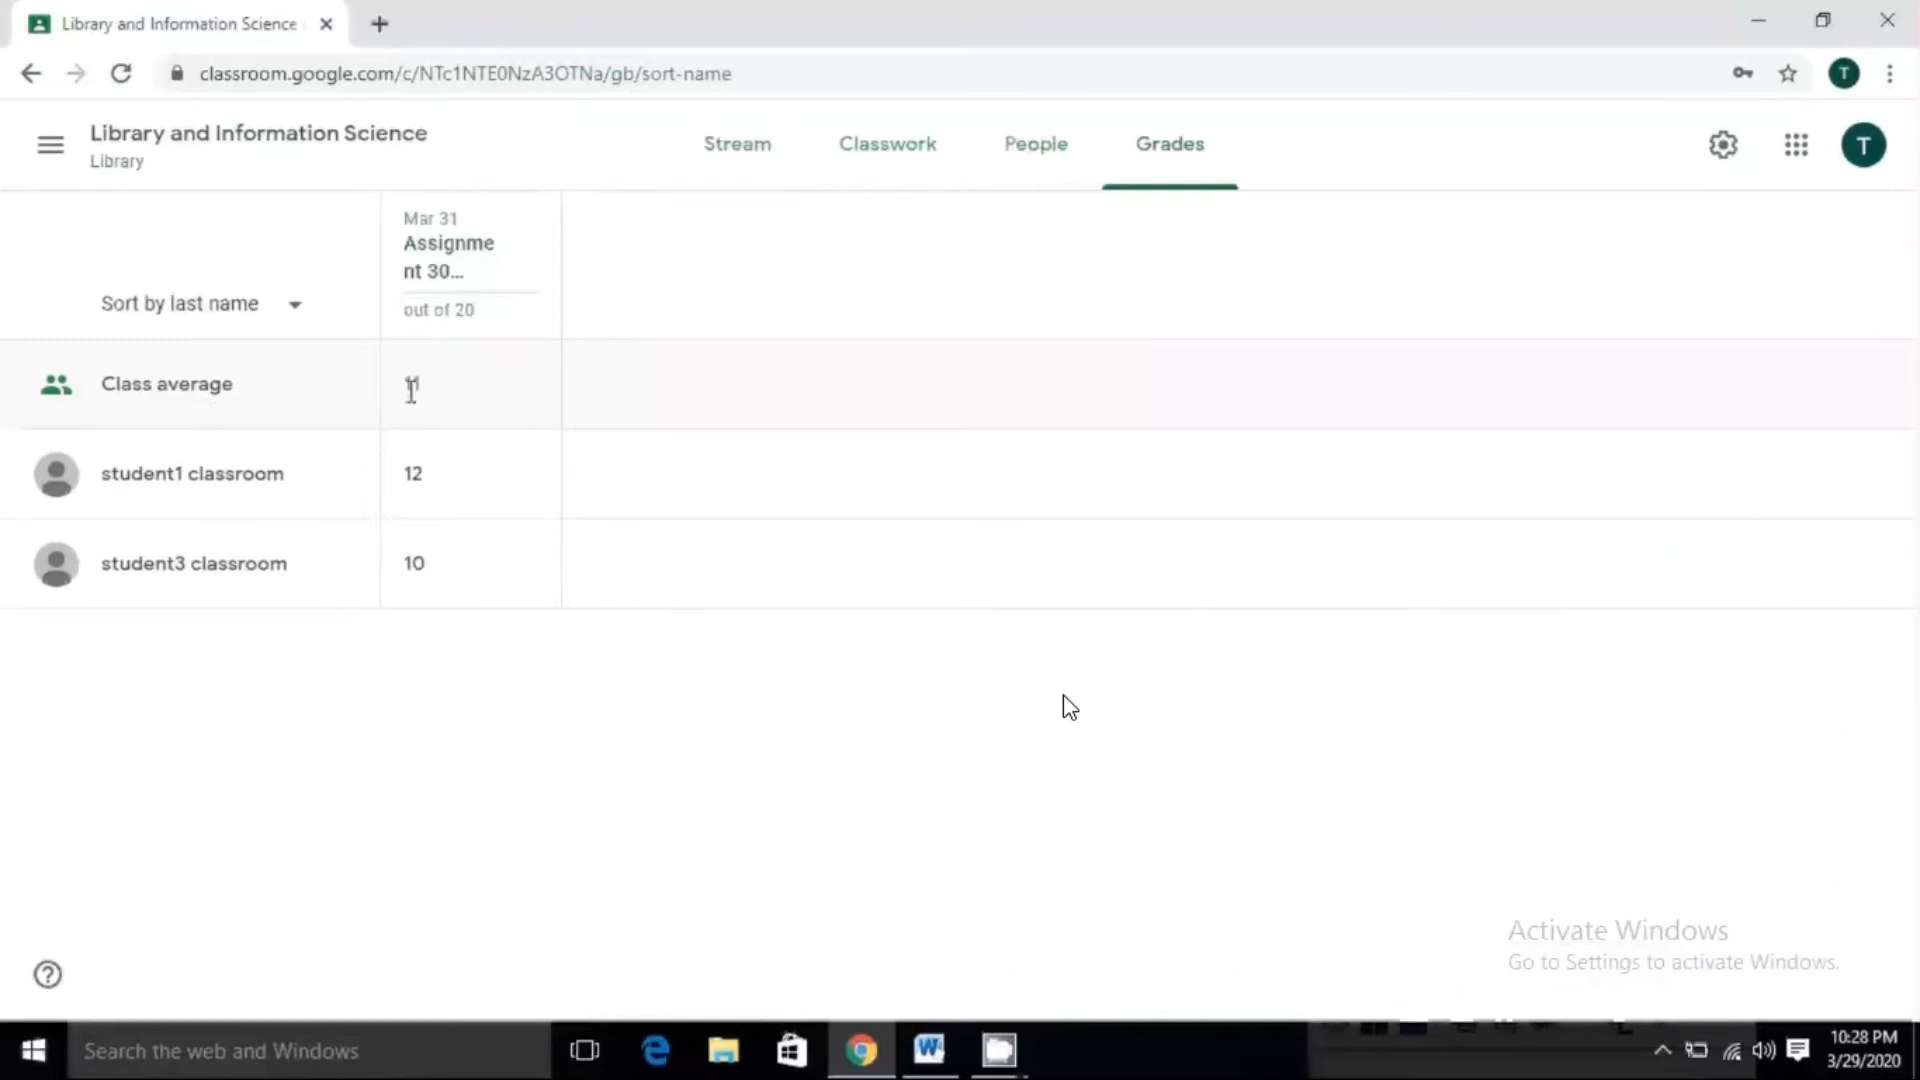 Library and Information Science
classroom.google.com/c/NTc1NTE0NzA3OTNa/gb/sort-name
T
Library and Information Science
Library
Stream
Classwork
People
Grades
T
Mar 31
Assignme
nt 30...
out of 20
Sort by last name
Class average
student1 classroom
12
student3 classroom
10
Activate Windows
Go to Settings to activate Windows.
Search the web and Windows
10:28 PM
3/29/2020